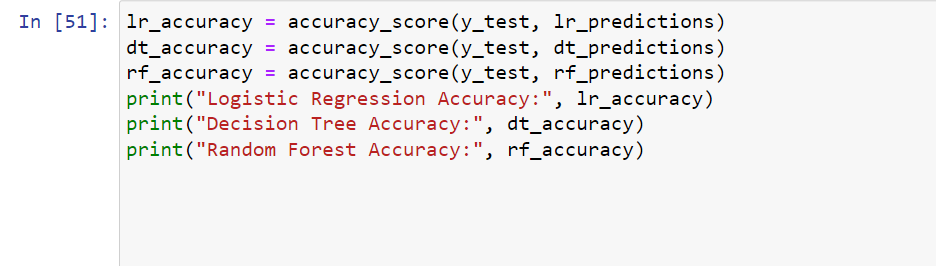 In [51]: lr_accuracy = accuracy_score(y_test, lr_predictions)
dt_accuracy = accuracy_score(y_test, dt_predictions)
rf_accuracy = accuracy_score(y_test, rf_predictions)
print("Logistic Regression Accuracy:", lr_accuracy)
print("Decision Tree Accuracy:", dt_accuracy)
print("Random Forest Accuracy:", rf_accuracy)